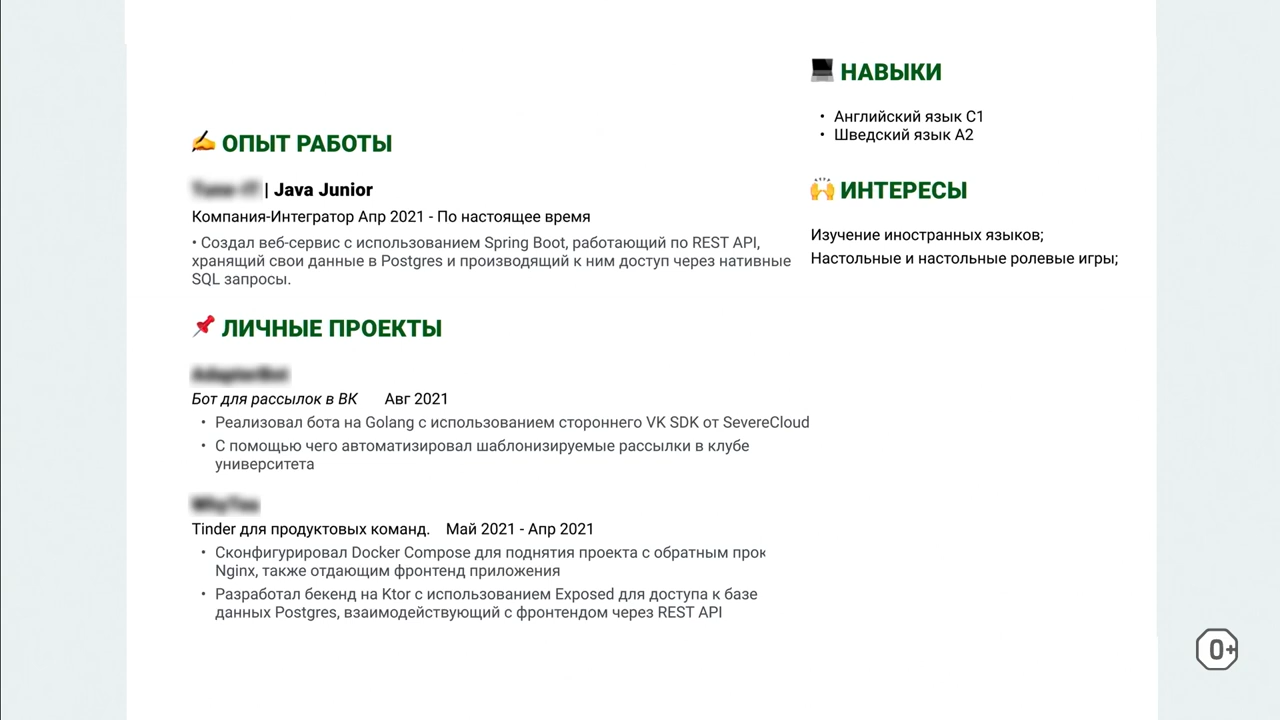 ОПЫТ РАБОТЫ
| Java Junior
Компания-Интегратор Апр 2021 - По настоящее время
• Создал веб-сервис с использованием Spring Boot, работающий по REST API,
хранящий свои данные в Postgres и производящий к ним доступ через нативные
SQL запросы.
ЛИЧНЫЕ ПРОЕКТЫ
Бот для рассылок в ВК Авг 2021
• Реализовал бота на Golang с использованием стороннего VK SDK от SevereCloud
• С помощью чего автоматизировал шаблонизируемые рассылки в клубе
университета
Tinder для продуктовых команд. Май 2021 - Апр 2021
• Сконфигурировал Docker Compose для поднятия проекта с обратным прок
Nginx, также отдающим фронтенд приложения
• Разработал бекенд на Ktor с использованием Exposed для доступа к базе
данных Postgres, взаимодействующий с фронтендом через REST API
НАВЫКИ
• Английский язык C1
• Шведский язык A2
ИНТЕРЕСЫ
Изучение иностранных языков;
Настольные и настольные ролевые игры;
0+